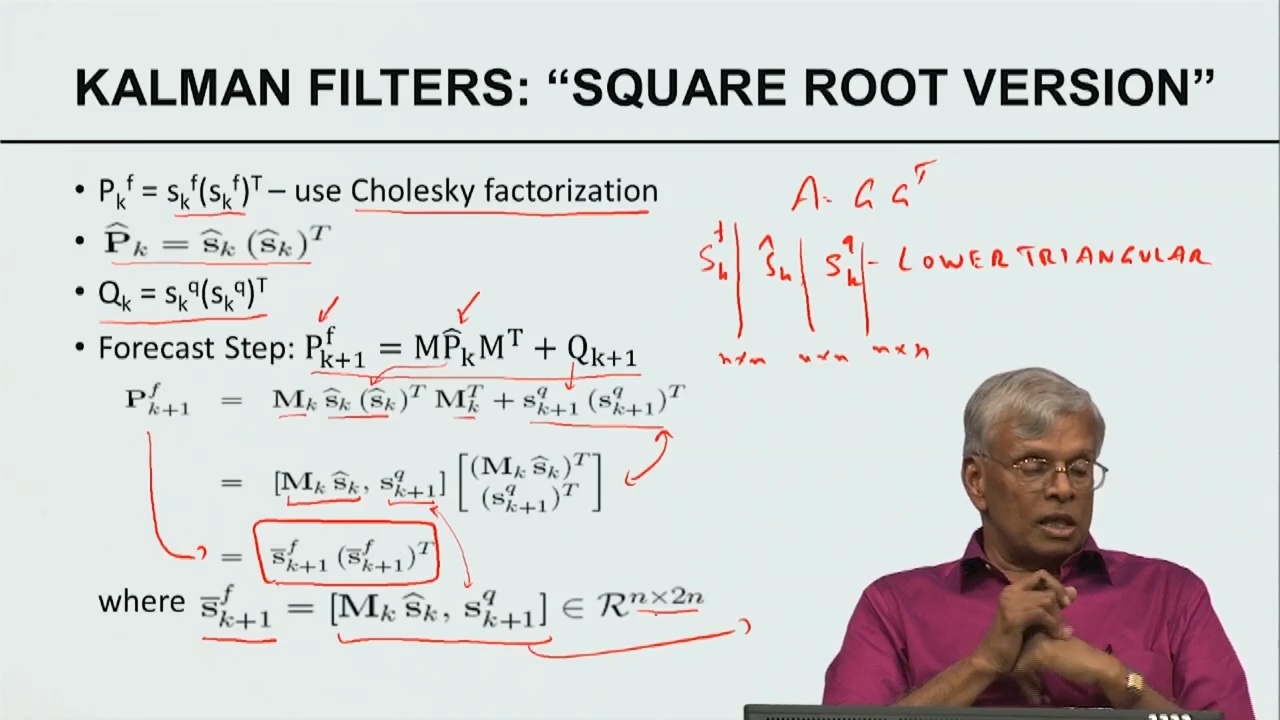 KALMAN FILTERS: “SQUARE ROOT VERSION”
• P_k^f = s_k^f(s_k^f)^T – use Cholesky factorization
A = G G^T
• P̂_k = ŝ_k (ŝ_k)^T
S_k^f | Ŝ_k | S_k^q | - LOWER TRIANGULAR
• Q_k = s_k^q(s_k^q)^T
n×n n×n n×n
• Forecast Step: P_{k+1}^f = MP̂_kM^T + Q_{k+1}
P_{k+1}^f = M_k ŝ_k (ŝ_k)^T M_k^T + s_{k+1}^q (s_{k+1}^q)^T
= [M_k ŝ_k, s_{k+1}^q] [(M_k ŝ_k)^T
(s_{k+1}^q)^T]
= s̄_{k+1}^f (s̄_{k+1}^f)^T
where s̄_{k+1}^f = [M_k ŝ_k, s_{k+1}^q] ∈ ℛ^{n×2n}